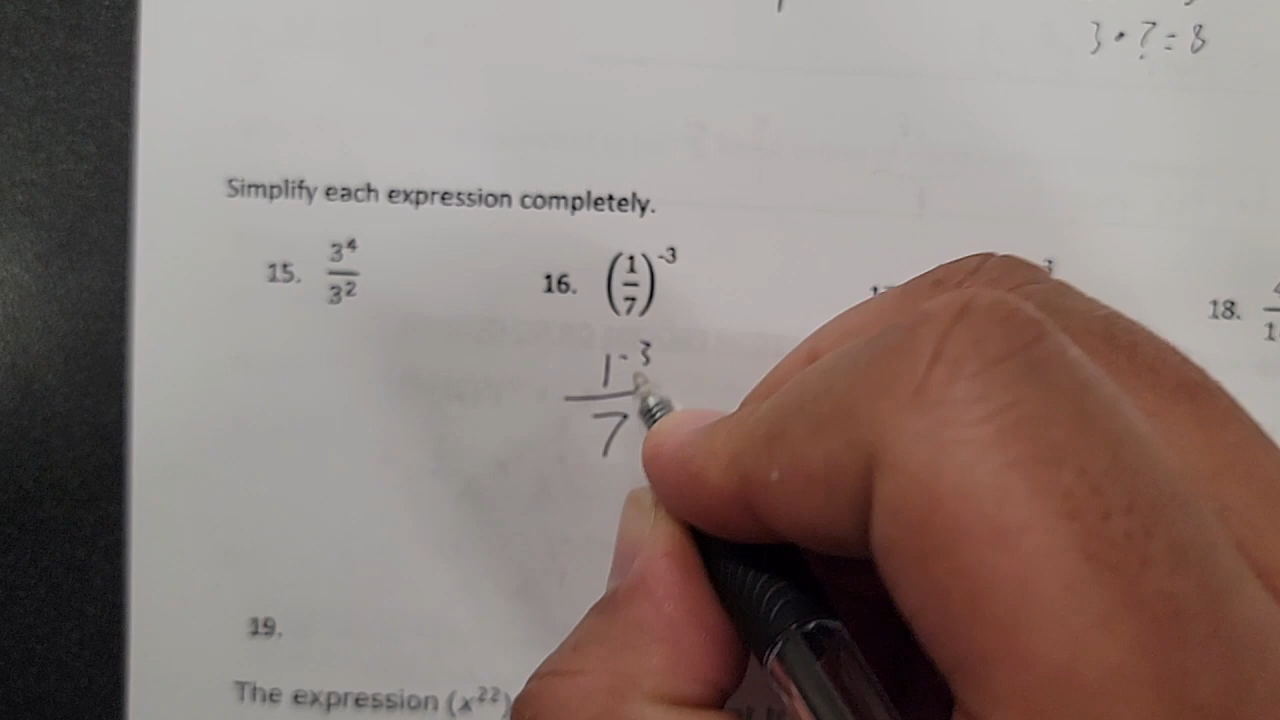 3 · ? = 8
Simplify each expression completely.
15. 3⁴/3² 16. (1/7)⁻³ 18.
1⁻³
7
19.
The expression (x²²)